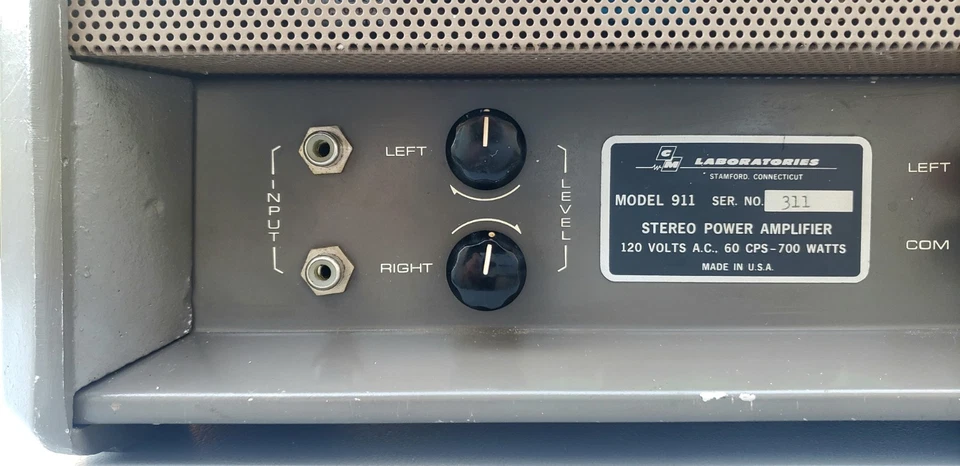 INPUT
LEFT
RIGHT
LEVEL
CM LABORATORIES
STAMFORD, CONNECTICUT
MODEL 911 SER. NO. 311
STEREO POWER AMPLIFIER
120 VOLTS A.C., 60 CPS-700 WATTS
MADE IN U.S.A.
LEFT
COM